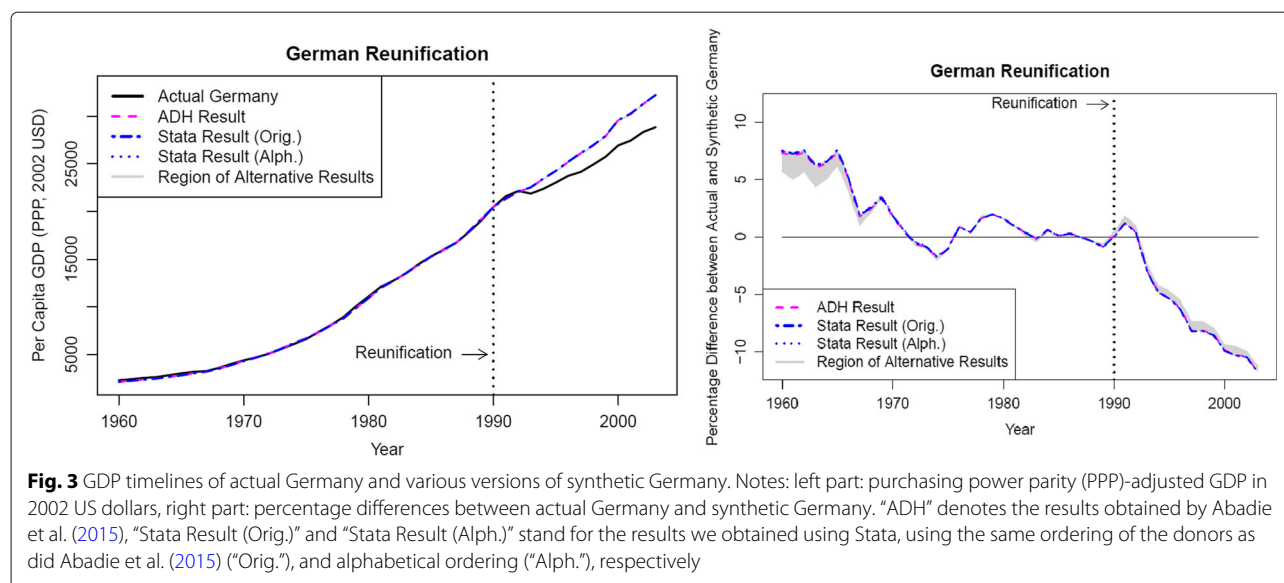 German Reunification
Actual Germany
ADH Result
Stata Result (Orig.)
Stata Result (Alph.)
Region of Alternative Results
Per Capita GDP (PPP, 2002 USD)
25000
15000
5000
Reunification
1960
1970
1980
1990
2000
Year
German Reunification
Reunification
Percentage Difference between Actual and Synthetic Germany
10
5
0
-5
-10
ADH Result
Stata Result (Orig.)
Stata Result (Alph.)
Region of Alternative Results
1960
1970
1980
1990
2000
Year
Fig. 3 GDP timelines of actual Germany and various versions of synthetic Germany. Notes: left part: purchasing power parity (PPP)-adjusted GDP in
2002 US dollars, right part: percentage differences between actual Germany and synthetic Germany. “ADH” denotes the results obtained by Abadie
et al. (2015), “Stata Result (Orig.)” and “Stata Result (Alph.)” stand for the results we obtained using Stata, using the same ordering of the donors as
did Abadie et al. (2015) (“Orig.”), and alphabetical ordering (“Alph.”), respectively